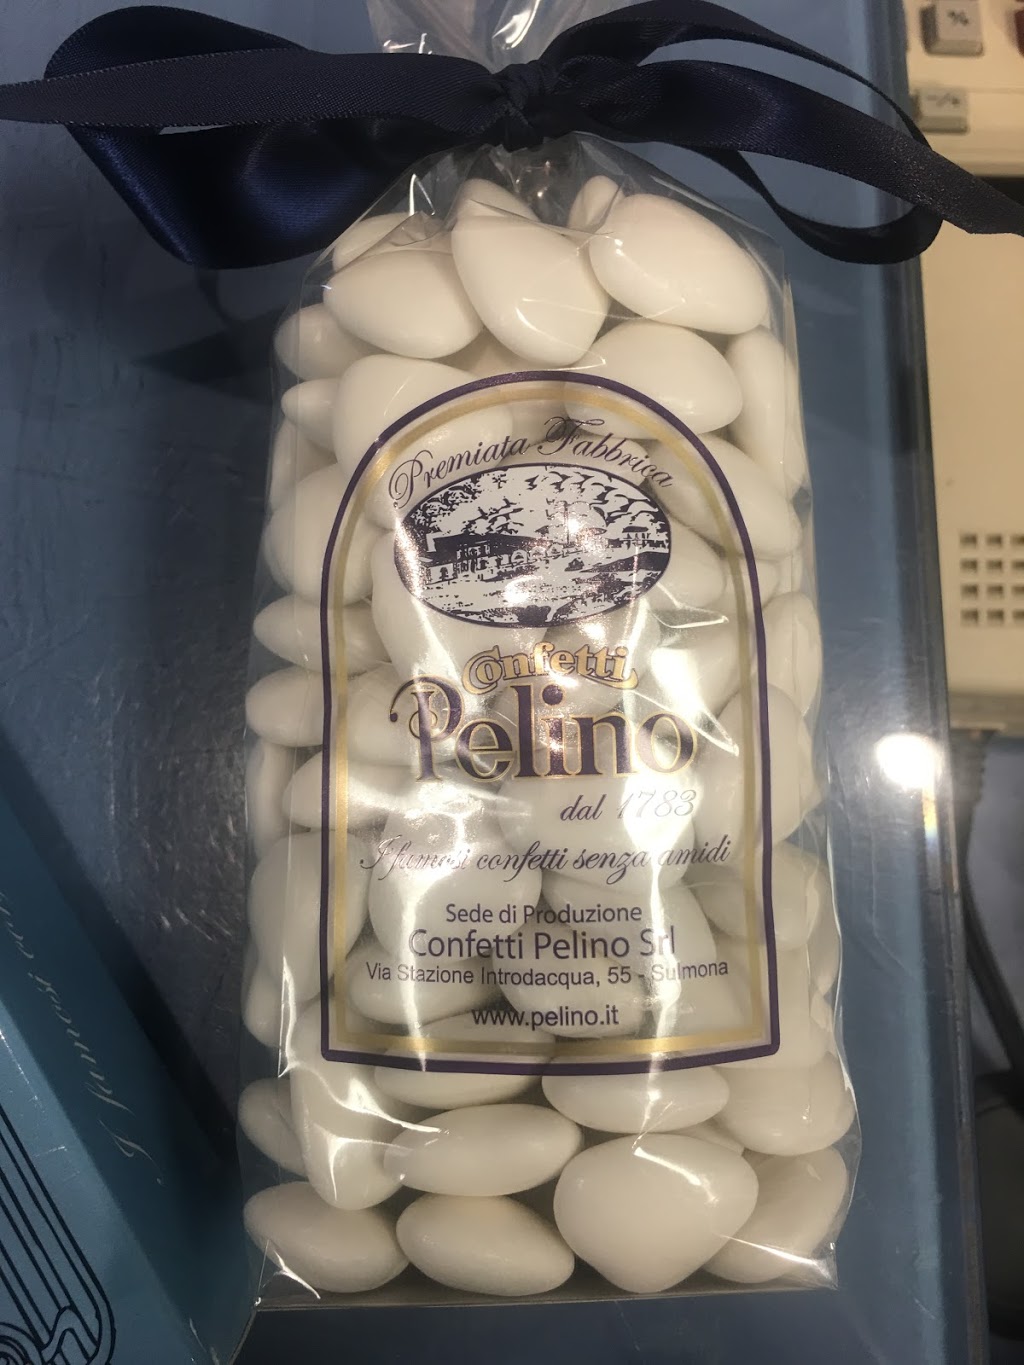 Premiata Fabbrica
Confetti
Pelino
dal 1783
I famosi confetti senza amidi
Sede di Produzione
Confetti Pelino Srl
Via Stazione Introdacqua, 55 - Sulmona
www.pelino.it
%
I famosi